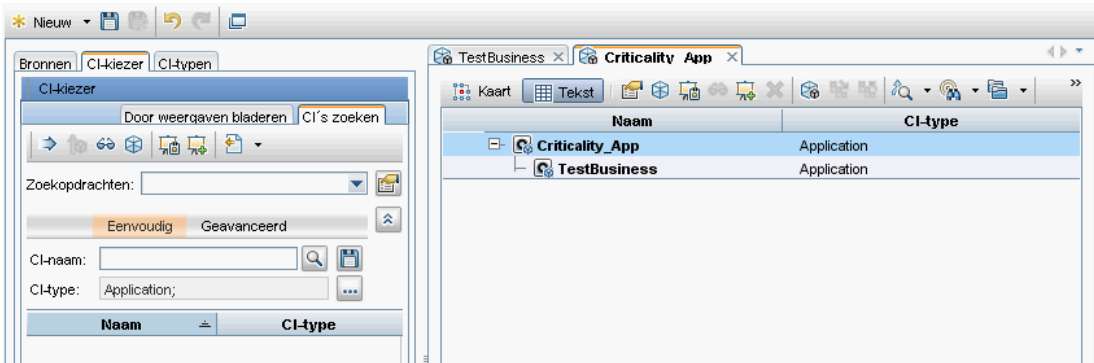 Nieuw
Bronnen CI-kiezer CI-typen
CI-kiezer
Door weergaven bladeren CI´s zoeken
Zoekopdrachten:
Eenvoudig Geavanceerd
CI-naam:
CI-type: Application;
Naam CI-type
TestBusiness Criticality_App
Kaart Tekst »
Naam CI-type
Criticality_App Application
TestBusiness Application